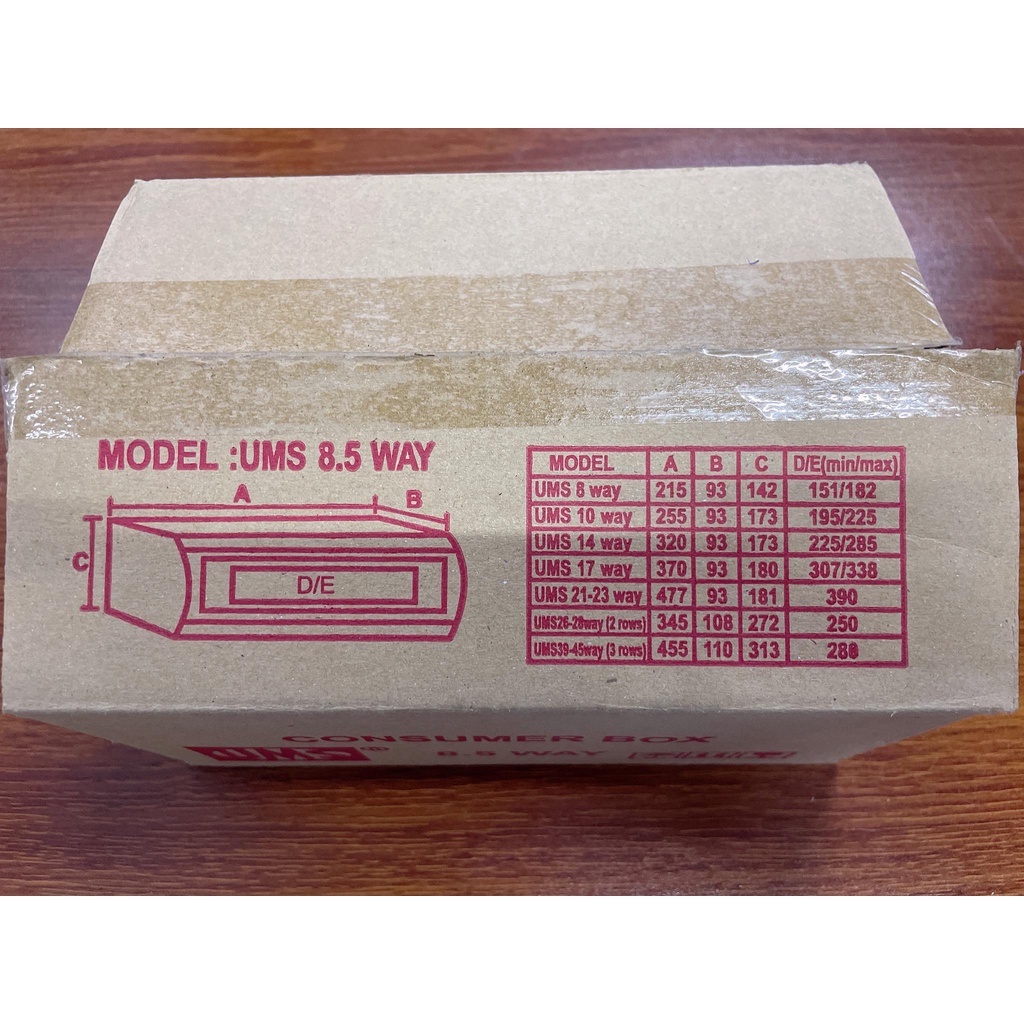 MODEL :UMS 8.5 WAY
A
B
C
D/E
MODEL A B C D/E(min/max)
UMS 8 way 215 93 142 151/182
UMS 10 way 255 93 173 195/225
UMS 14 way 320 93 173 225/285
UMS 17 way 370 93 180 307/338
UMS 21-23 way 477 93 181 390
UMS26-28way (2 rows) 345 108 272 250
UMS39-45way (3 rows) 455 110 313
CONSUMER BOX
UMS ® 8.5 WAY